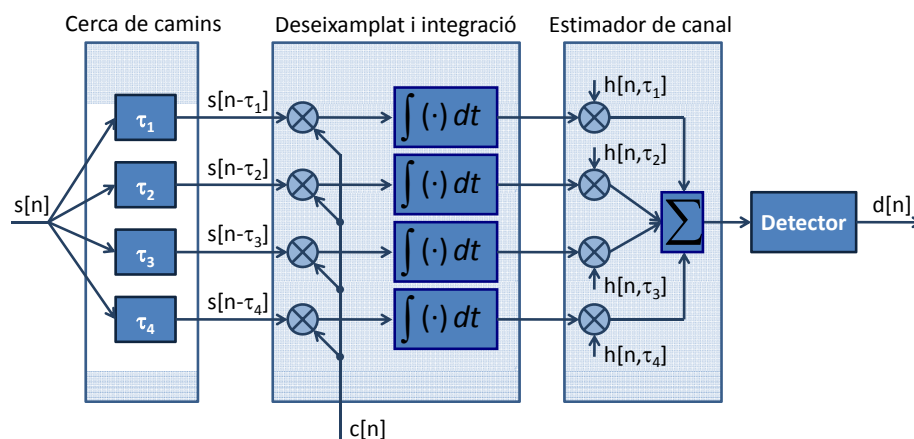 Cerca de camins
Deseixamplat i integració
Estimador de canal
s[n]
τ1
τ2
τ3
τ4
s[n-τ1]
s[n-τ2]
s[n-τ3]
s[n-τ4]
∫(·) dt
∫(·) dt
∫(·) dt
∫(·) dt
c[n]
h[n,τ1]
h[n,τ2]
h[n,τ3]
h[n,τ4]
Σ
Detector
d[n]